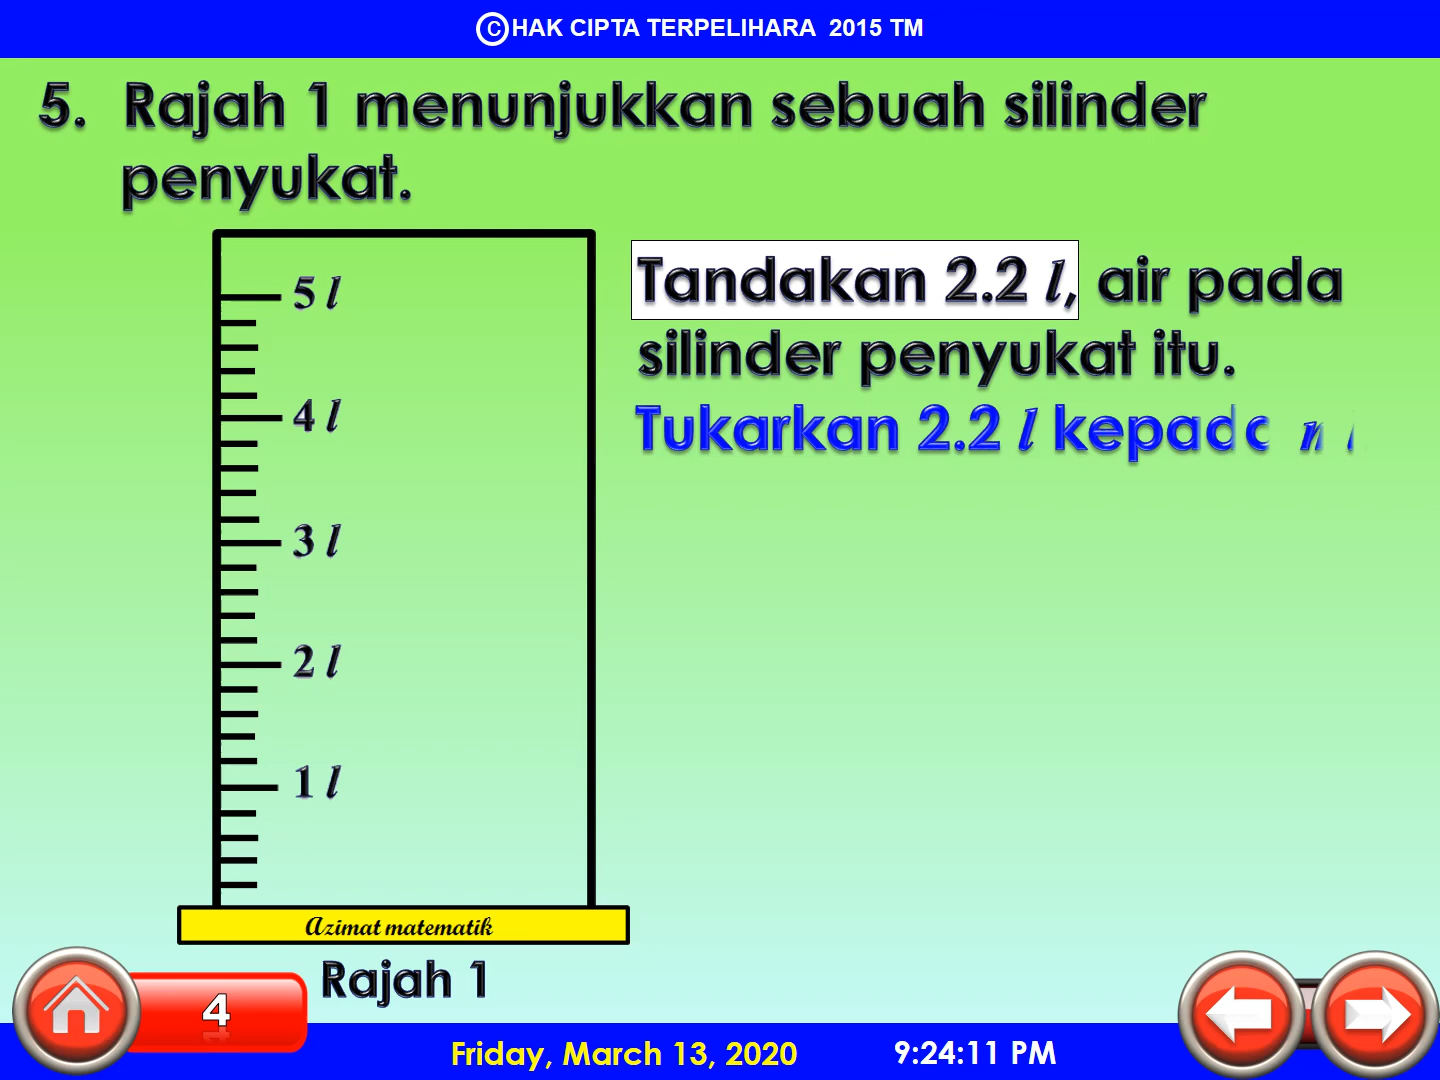 © HAK CIPTA TERPELIHARA 2015 TM
5. Rajah 1 menunjukkan sebuah silinder
penyukat.
Tandakan 2.2 l, air pada
silinder penyukat itu.
Tukarkan 2.2 l
5 l
4 l
3 l
2 l
1 l
Azimat matematik
Rajah 1
4
Friday, March 13, 2020
9:24:11 PM